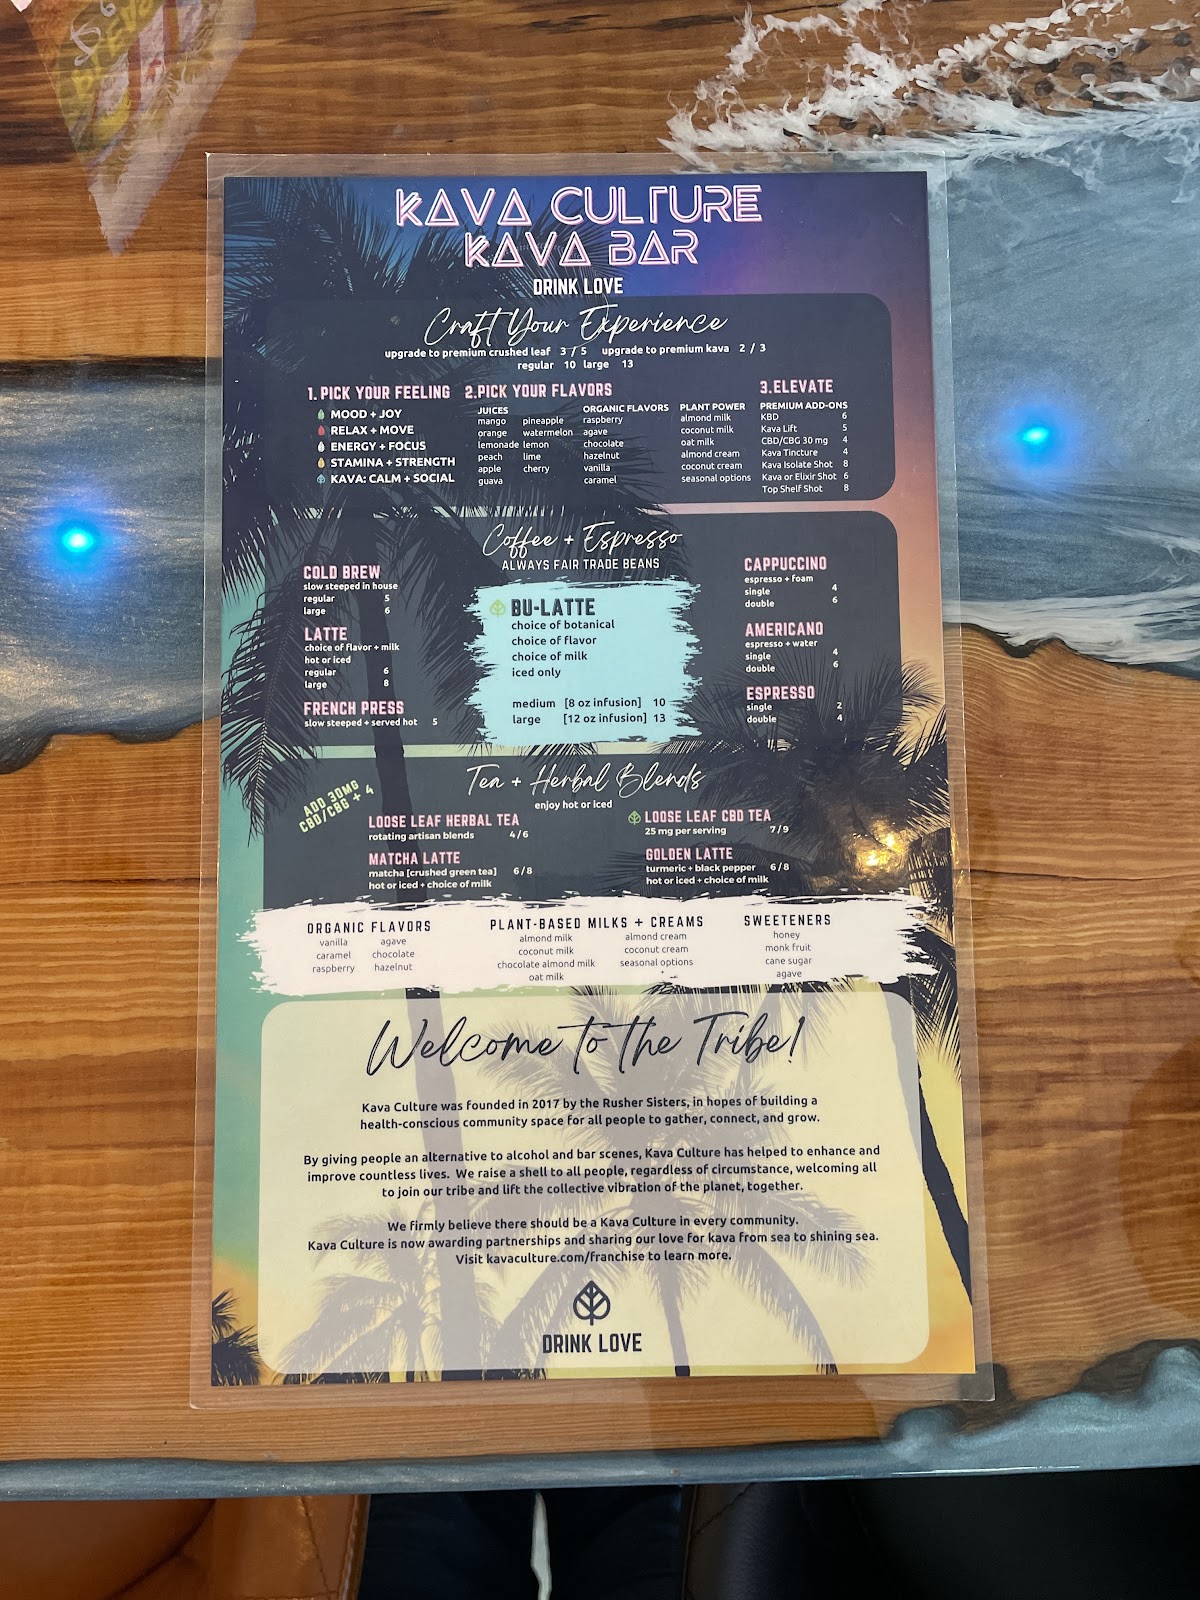 KAVA CULTURE
KAVA BAR
DRINK LOVE
Craft Your Experience
upgrade to premium crushed leaf 3 / 5 upgrade to premium kava 2 / 3
regular 10 large 13
1. PICK YOUR FEELING
MOOD + JOY
RELAX + MOVE
ENERGY + FOCUS
STAMINA + STRENGTH
KAVA: CALM + SOCIAL
2.PICK YOUR FLAVORS
JUICES
mango pineapple
orange watermelon
lemonade lemon
peach lime
apple cherry
guava
ORGANIC FLAVORS
raspberry
agave
chocolate
hazelnut
vanilla
caramel
PLANT POWER
almond milk
coconut milk
oat milk
almond cream
coconut cream
seasonal options
3.ELEVATE
PREMIUM ADD-ONS
KBD 6
Kava Lift 5
CBD/CBG 30 mg 4
Kava Tincture 4
Kava Isolate Shot 8
Kava or Elixir Shot 6
Top Shelf Shot 8
Coffee + Espresso
ALWAYS FAIR TRADE BEANS
COLD BREW
slow steeped in house
regular 5
large 6
LATTE
choice of flavor + milk
hot or iced
regular 6
large 8
FRENCH PRESS
slow steeped + served hot 5
BU-LATTE
choice of botanical
choice of flavor
choice of milk
iced only
medium [8 oz infusion] 10
large [12 oz infusion] 13
CAPPUCCINO
espresso + foam
single 4
double 6
AMERICANO
espresso + water
single 4
double 6
ESPRESSO
single 2
double 4
Tea + Herbal Blends
enjoy hot or iced
ADD 30MG
CBD/CBG + 4
LOOSE LEAF HERBAL TEA
rotating artisan blends 4 / 6
MATCHA LATTE
matcha [crushed green tea] 6 / 8
hot or iced + choice of milk
LOOSE LEAF CBD TEA
25 mg per serving 7 / 9
GOLDEN LATTE
turmeric + black pepper 6 / 8
hot or iced + choice of milk
ORGANIC FLAVORS
vanilla agave
caramel chocolate
raspberry hazelnut
PLANT-BASED MILKS + CREAMS
almond milk almond cream
coconut milk coconut cream
chocolate almond milk seasonal options
oat milk
SWEETENERS
honey
monk fruit
cane sugar
agave
Welcome to the Tribe!
Kava Culture was founded in 2017 by the Rusher Sisters, in hopes of building a
health-conscious community space for all people to gather, connect, and grow.
By giving people an alternative to alcohol and bar scenes, Kava Culture has helped to enhance and
improve countless lives. We raise a shell to all people, regardless of circumstance, welcoming all
to join our tribe and lift the collective vibration of the planet, together.
We firmly believe there should be a Kava Culture in every community.
Kava Culture is now awarding partnerships and sharing our love for kava from sea to shining sea.
Visit kavaculture.com/franchise to learn more.
DRINK LOVE